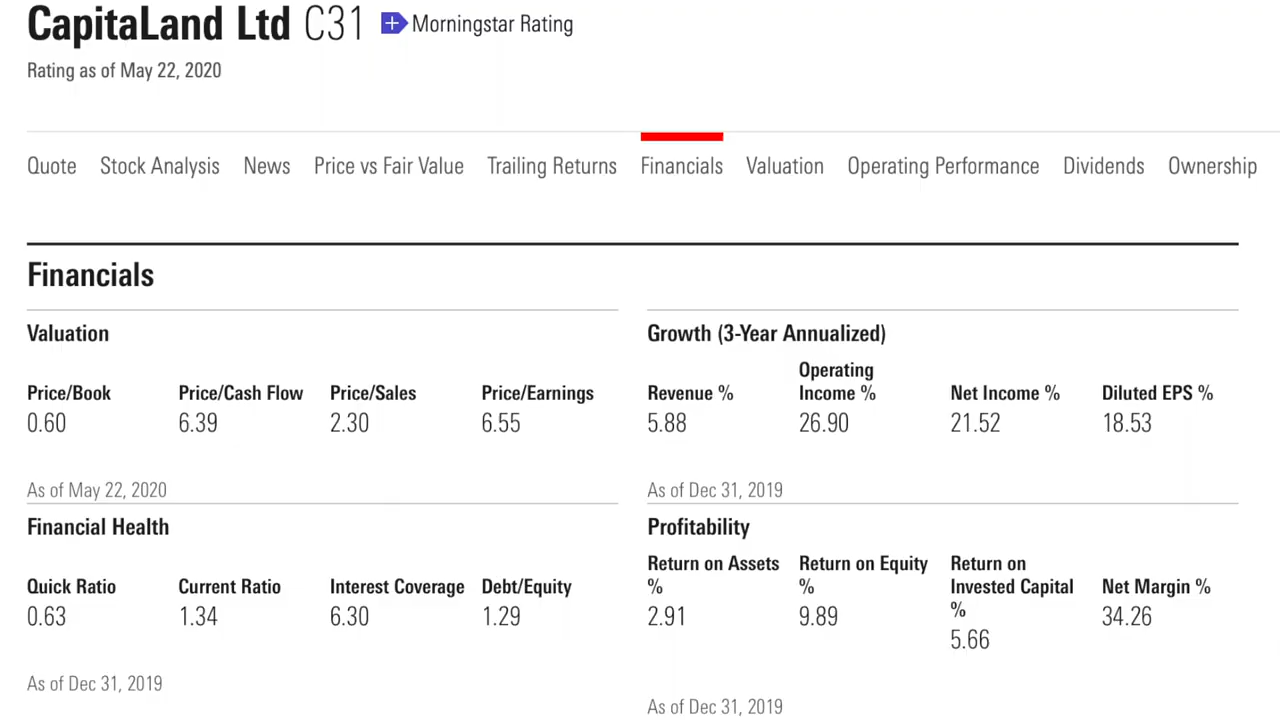 CapitaLand Ltd C31 Morningstar Rating
Rating as of May 22, 2020
Quote Stock Analysis News Price vs Fair Value Trailing Returns Financials Valuation Operating Performance Dividends Ownership
Financials
Valuation
Price/Book Price/Cash Flow Price/Sales Price/Earnings
0.60 6.39 2.30 6.55
As of May 22, 2020
Growth (3-Year Annualized)
Operating
Revenue % Income % Net Income % Diluted EPS %
5.88 26.90 21.52 18.53
As of Dec 31, 2019
Financial Health
Quick Ratio Current Ratio Interest Coverage Debt/Equity
0.63 1.34 6.30 1.29
As of Dec 31, 2019
Profitability
Return on Assets Return on Equity Return on
% % Invested Capital Net Margin %
%
2.91 9.89 34.26
5.66
As of Dec 31, 2019